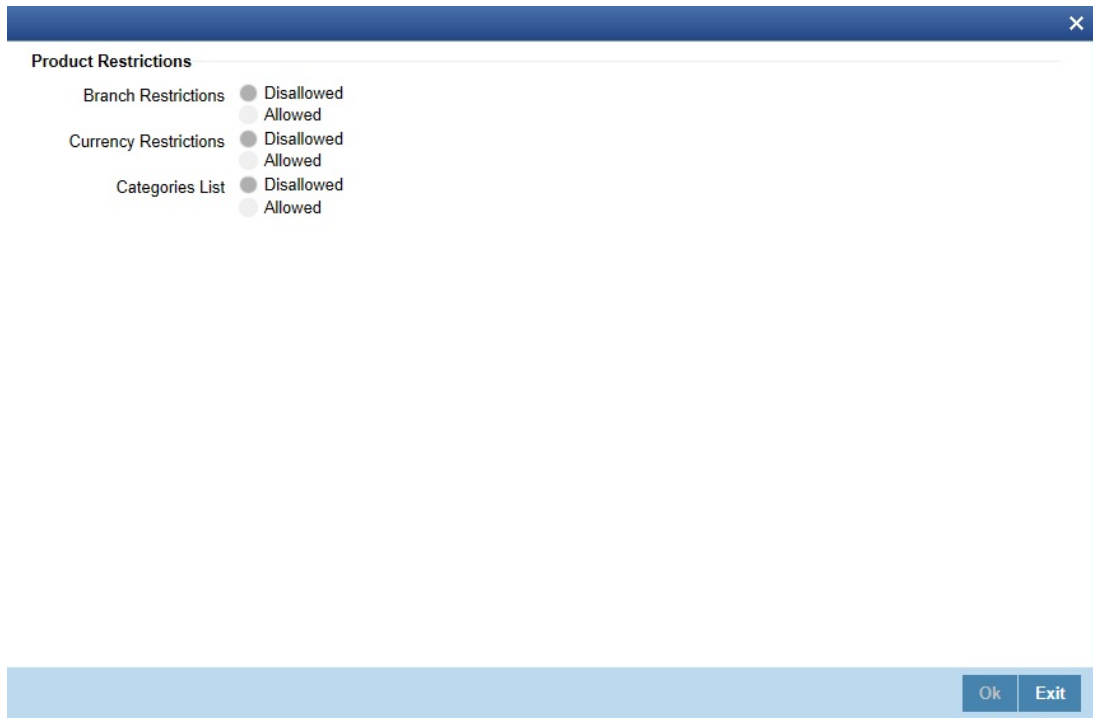 Product Restrictions
Branch Restrictions Disallowed
Allowed
Currency Restrictions Disallowed
Allowed
Categories List Disallowed
Allowed
Ok Exit